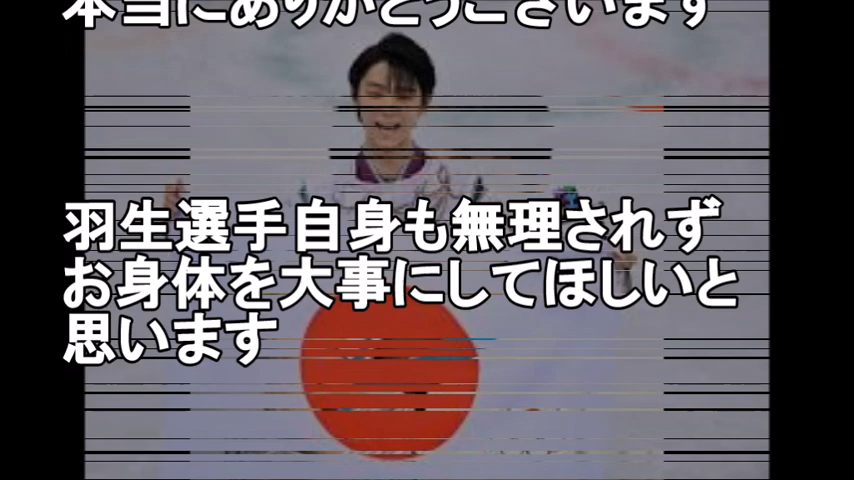 本当にありがとうございます
羽生選手自身も無理されず
お身体を大事にしてほしいと
思います